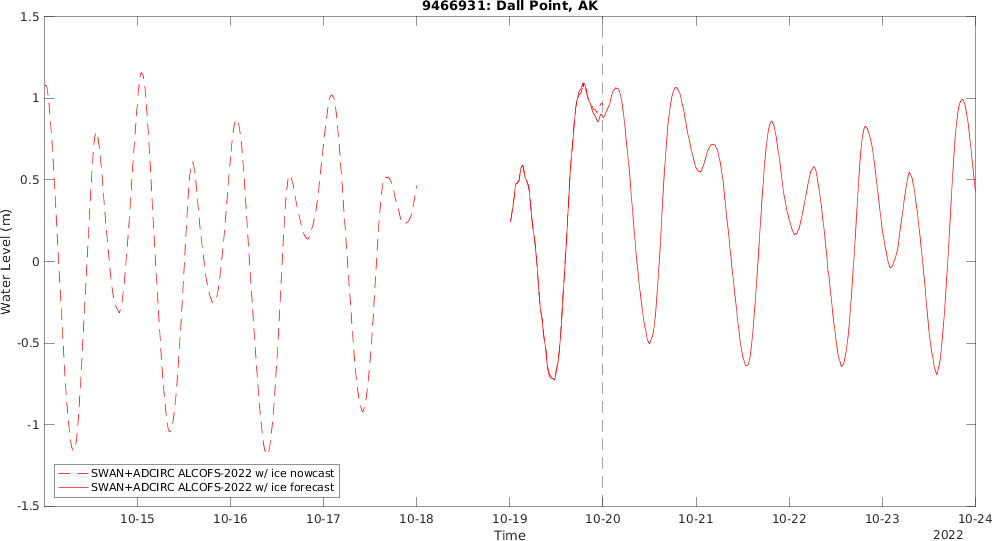 9466931: Dall Point, AK
1.5
1
0.5
0
-0.5
-1
-1.5
Water Level (m)
SWAN+ADCIRC ALCOFS-2022 w/ ice nowcast
SWAN+ADCIRC ALCOFS-2022 w/ ice forecast
10-15 10-16 10-17 10-18 10-19 10-20 10-21 10-22 10-23 10-24
Time
2022